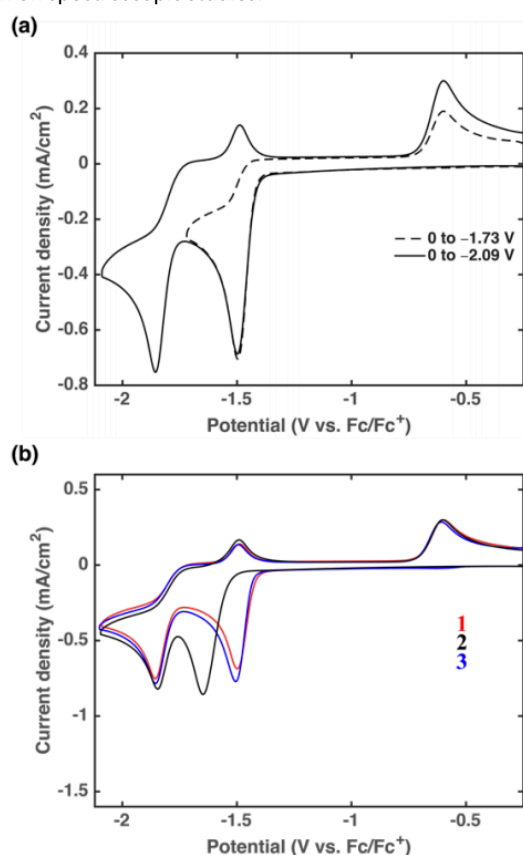 (a)
0.4
0.2
0
-0.2
-0.4
-0.6
-0.8
Current density (mA/cm²)
0 to −1.73 V
0 to −2.09 V
-2
-1.5
-1
-0.5
Potential (V vs. Fc/Fc⁺)
(b)
0.5
0
-0.5
-1
-1.5
Current density (mA/cm²)
1
2
3
-2
-1.5
-1
-0.5
Potential (V vs. Fc/Fc⁺)